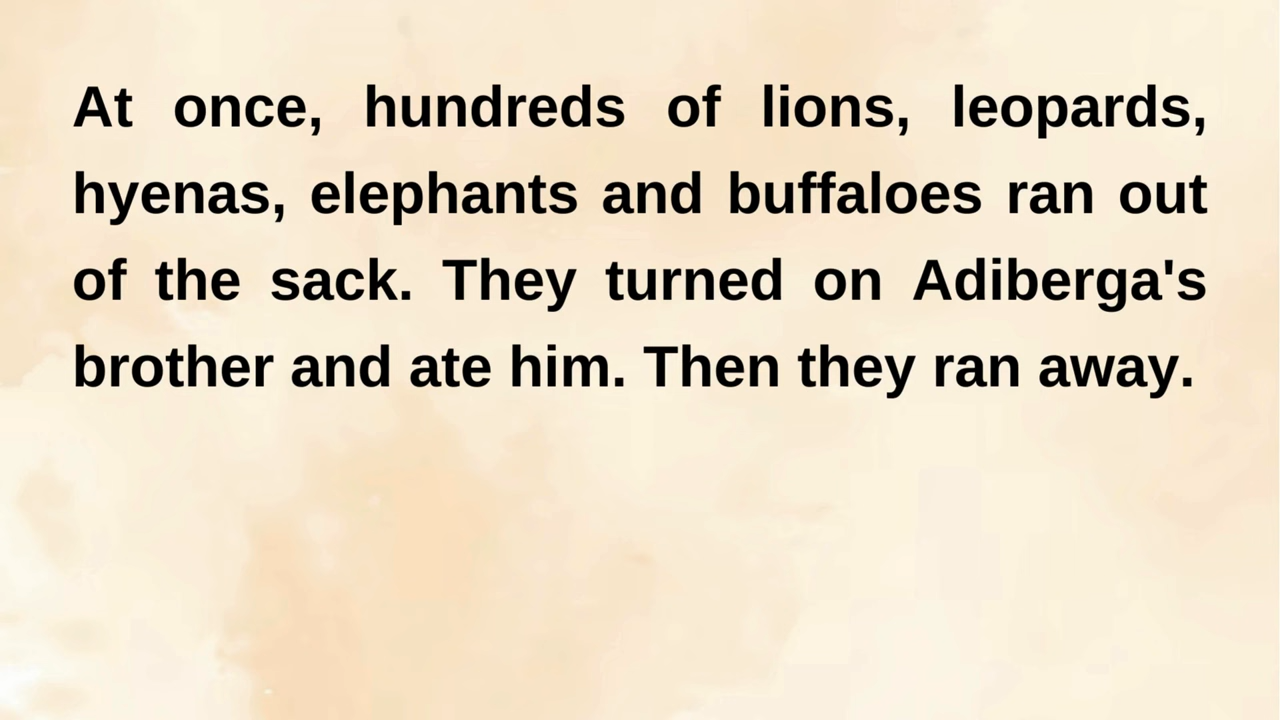 At once, hundreds of lions, leopards,
hyenas, elephants and buffaloes ran out
of the sack. They turned on Adiberga's
brother and ate him. Then they ran away.